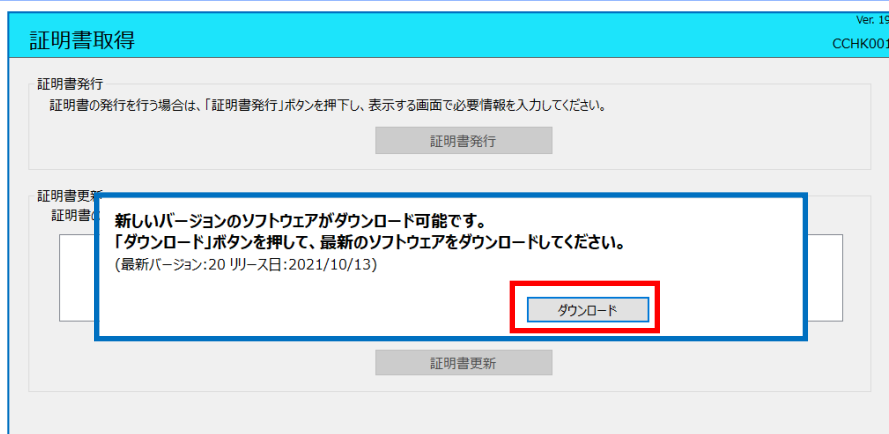 Ver. 19
証明書取得
CCHK001
証明書発行
証明書の発行を行う場合は、「証明書発行」ボタンを押下し、表示する画面で必要情報を入力してください。
証明書発行
証明書更新
証明書の
新しいバージョンのソフトウェアがダウンロード可能です。
「ダウンロード」ボタンを押して、最新のソフトウェアをダウンロードしてください。
(最新バージョン:20 リリース日:2021/10/13)
ダウンロード
証明書更新